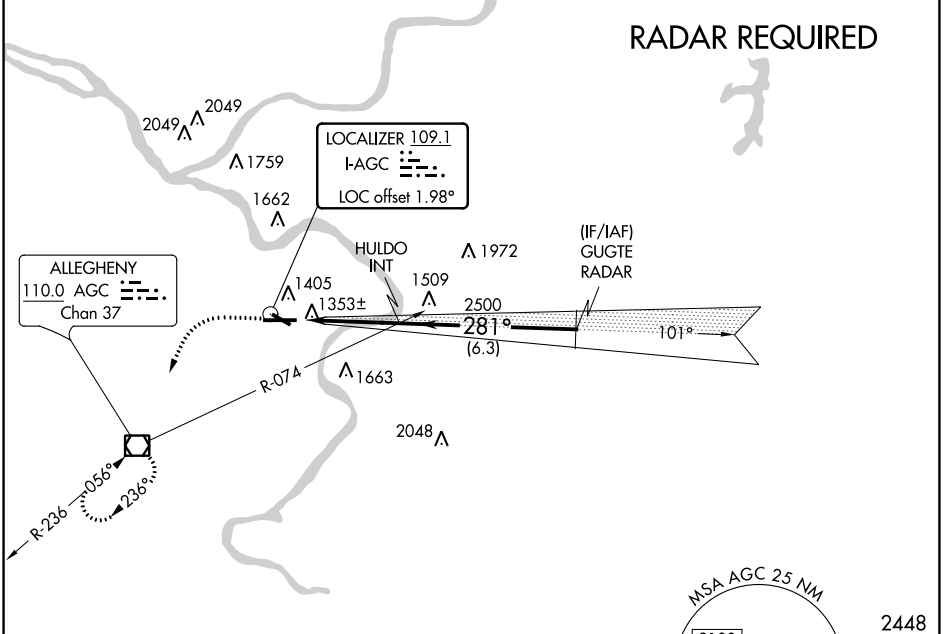 RADAR REQUIRED
2049
2049
1759
1662
LOCALIZER 109.1
I-AGC
LOC offset 1.98°
HULDO
INT
1972
(IF/IAF)
GUGTE
RADAR
ALLEGHENY
110.0 AGC
Chan 37
1405
1353±
1509
2500
281°
(6.3)
101°
R-074
1663
2048
R-236
056°
236°
MSA AGC 25 NM
2448